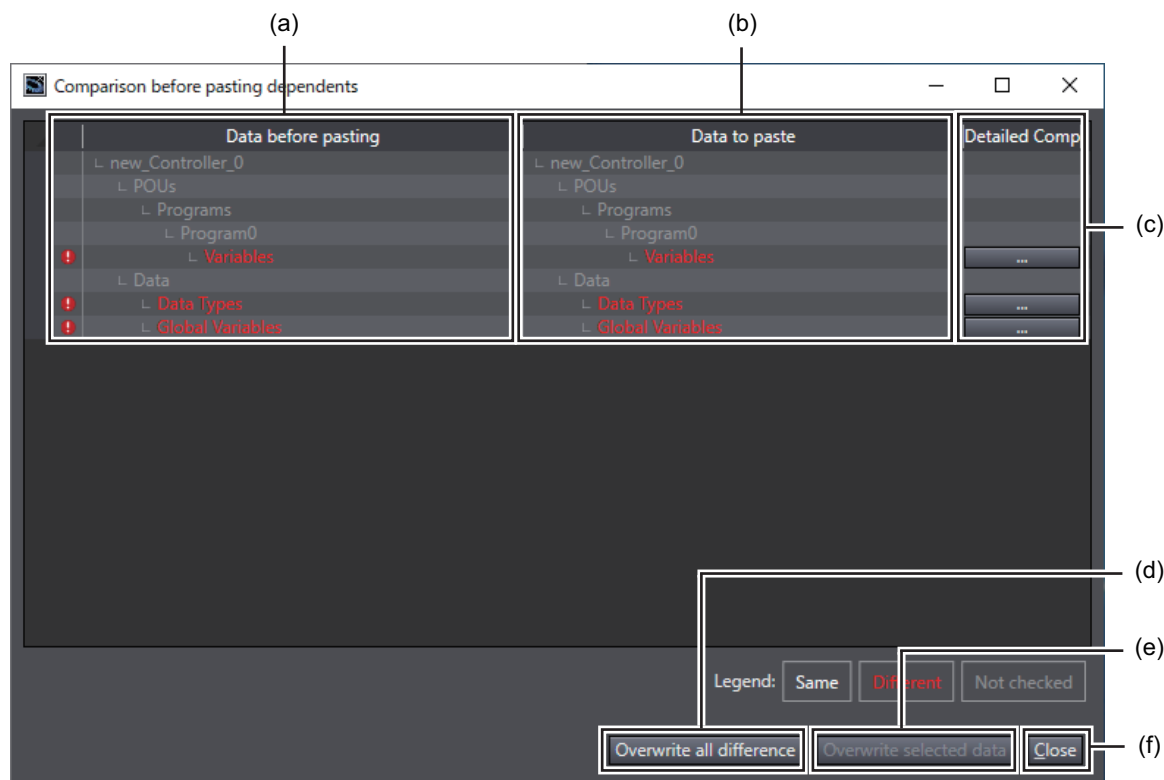 (a)
(b)
Comparison before pasting dependents
Data before pasting
Data to paste
Detailed Comp
∟ new_Controller_0
∟ new_Controller_0
∟ POUs
∟ POUs
∟ Programs
∟ Programs
∟ Program0
∟ Program0
(c)
∟ Variables
∟ Variables
...
∟ Data
∟ Data
∟ Data Types
∟ Data Types
...
∟ Global Variables
∟ Global Variables
...
(d)
(e)
Legend: Same Different Not checked
Overwrite all difference Overwrite selected data Close
(f)